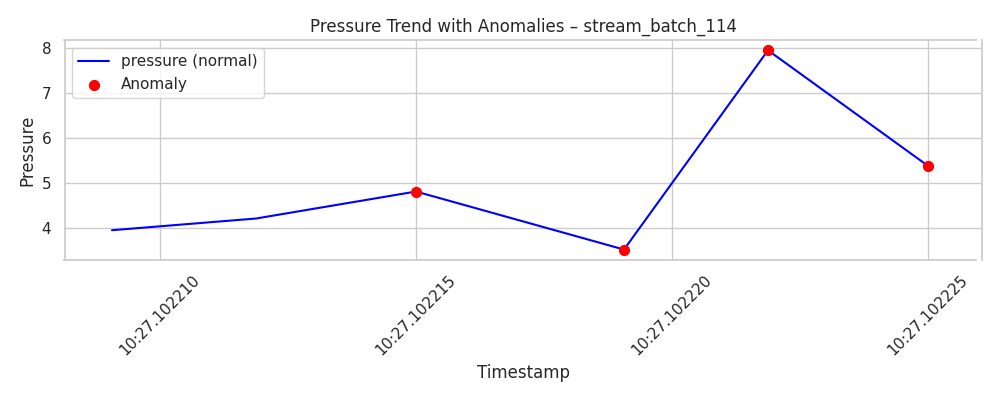 Pressure Trend with Anomalies – stream_batch_114
pressure (normal)
Anomaly
8
7
6
5
4
Pressure
10:27.102210
10:27.102215
10:27.102220
10:27.102225
Timestamp